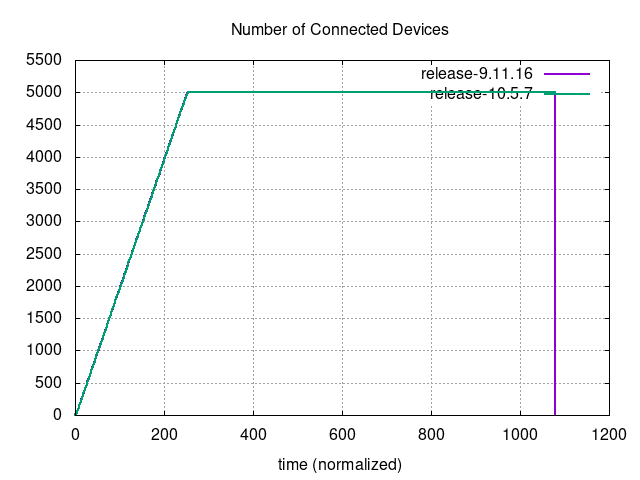 Number of Connected Devices
5500
5000
4500
4000
3500
3000
2500
2000
1500
1000
500
0
release-9.11.16
release-10.5.7
0 200 400 600 800 1000 1200
time (normalized)